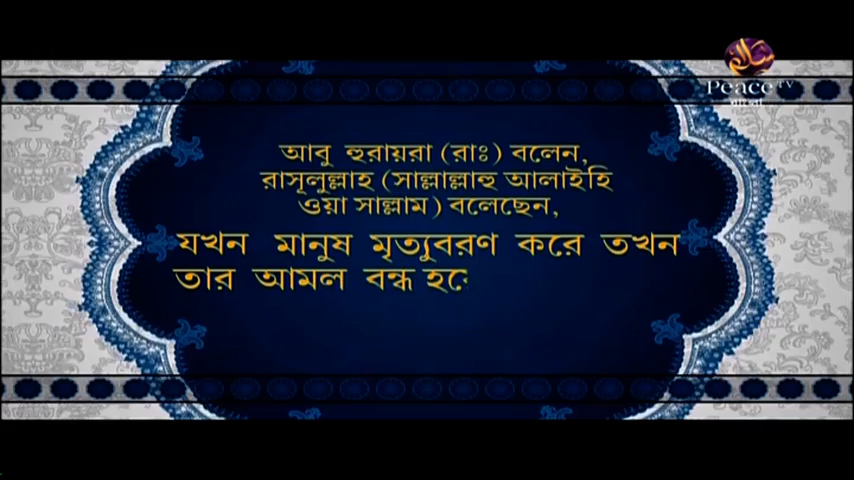 Peace TV
বাংলা
আবু হুরায়রা (রাঃ) বলেন,
রাসূলুল্লাহ (সাল্লাল্লাহু আলাইহি
ওয়া সাল্লাম) বলেছেন,
যখন মানুষ মৃত্যুবরণ করে তখন
তার আমল বন্ধ